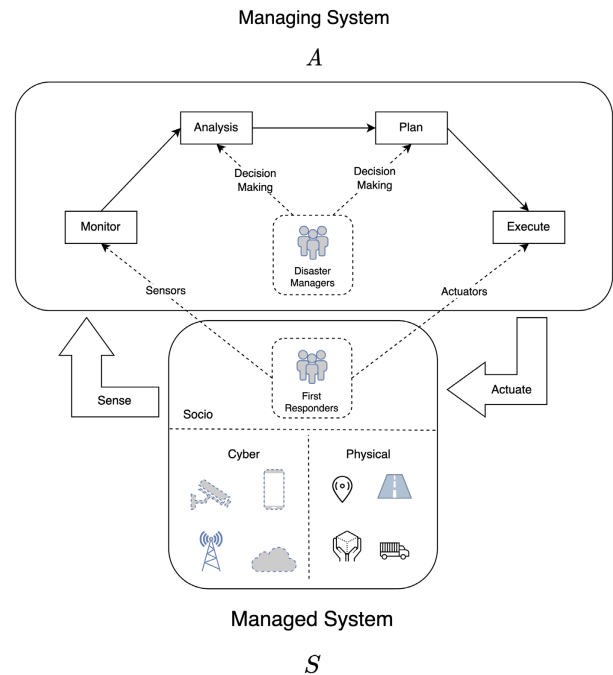 Managing System
A
Analysis
Plan
Decision
Making
Decision
Making
Monitor
Execute
Disaster
Managers
Sensors
Actuators
Sense
First
Responders
Actuate
Socio
Cyber
Physical
Managed System
S